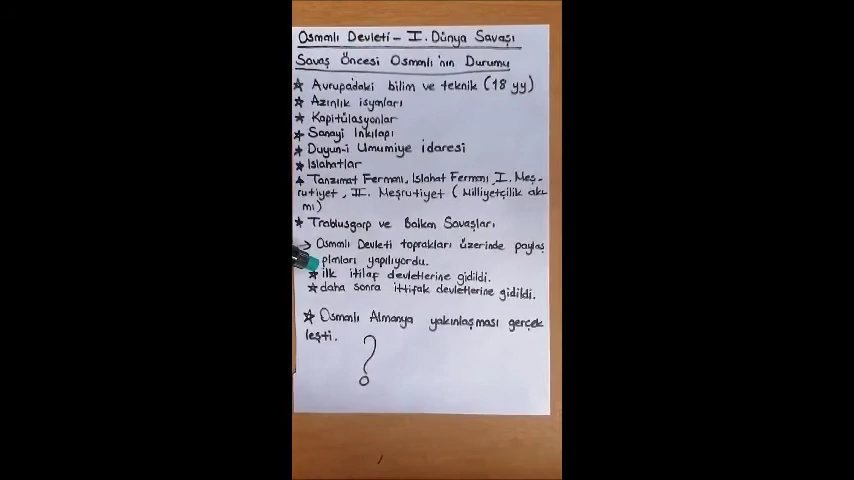 Osmanlı Devleti – I. Dünya Savaşı
Savaş Öncesi Osmanlı'nın Durumu
☆ Avrupa'daki bilim ve teknik (18 yy)
☆ Azınlık isyanları
☆ Kapitülasyonlar
☆ Sanayi İnkılapı
☆ Duyun-i Umumiye idaresi
☆ Islahatlar
☆ Tanzimat Fermanı, Islahat Fermanı, I. Meş-
rutiyet, II. Meşrutiyet (Milliyetçilik akı
mı)
☆ Trablusgarp ve Balkan Savaşları
→ Osmanlı Devleti toprakları üzerinde paylaş
planları yapılıyordu.
☆ ilk itilaf devletlerine gidildi.
☆ daha sonra ittifak devletlerine gidildi.
☆ Osmanlı Almanya yakınlaşması gerçek
leşti.
?